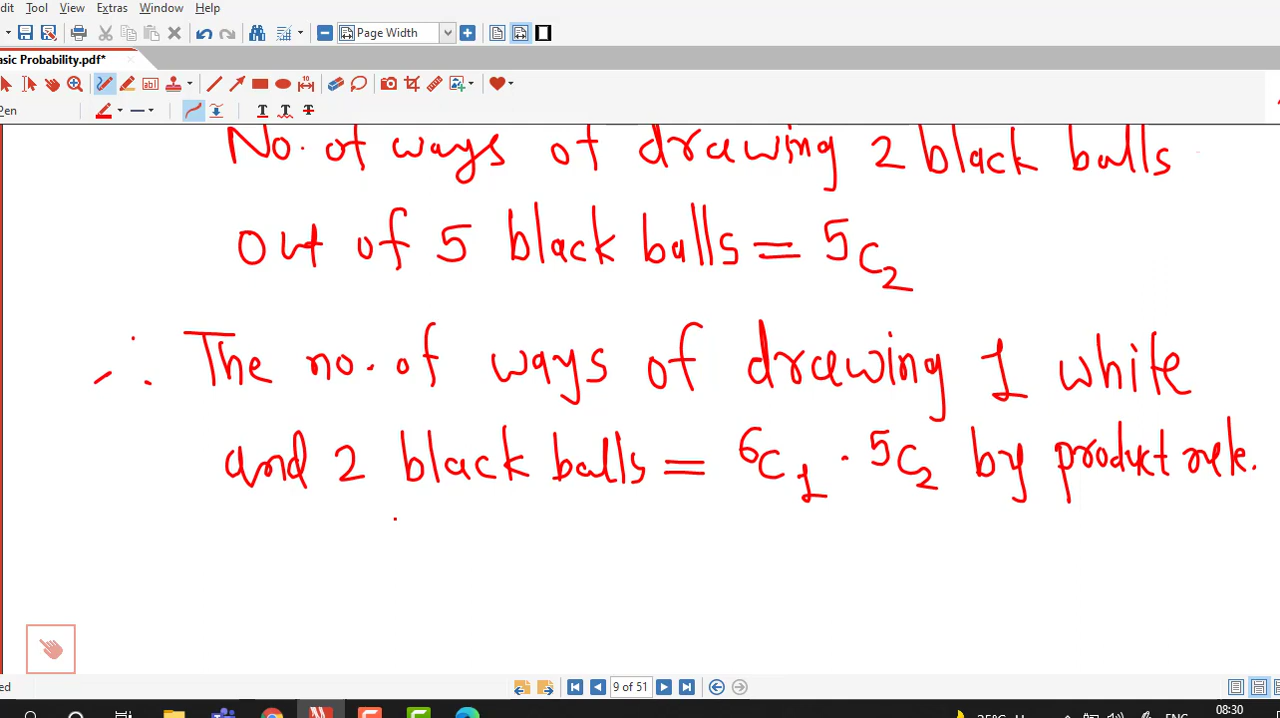 dit Tool View Extras Window Help
Page Width
asic Probability.pdf*
Pen
No. of ways of drawing 2 black balls
out of 5 black balls = 5C2
∴ The no. of ways of drawing 1 white
and 2 black balls = 6C1 . 5C2 by product rule.
9 of 51
ed
08:30
ENG